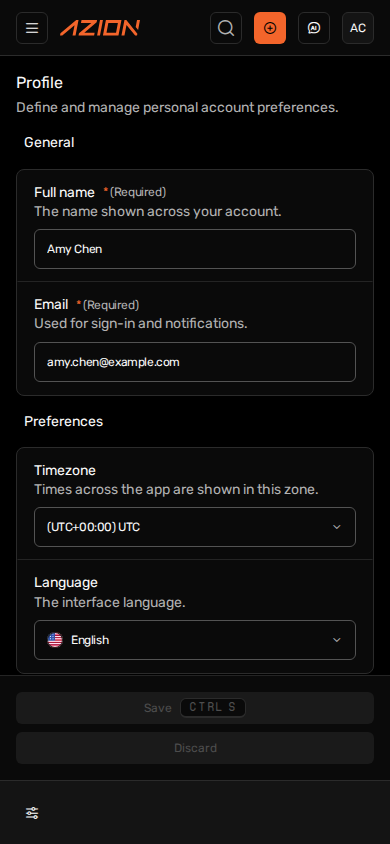 AZION
AI
AC
Profile
Define and manage personal account preferences.
General
Full name * (Required)
The name shown across your account.
Amy Chen
Email * (Required)
Used for sign-in and notifications.
amy.chen@example.com
Preferences
Timezone
Times across the app are shown in this zone.
(UTC+00:00) UTC
Language
The interface language.
English
Save CTRL S
Discard